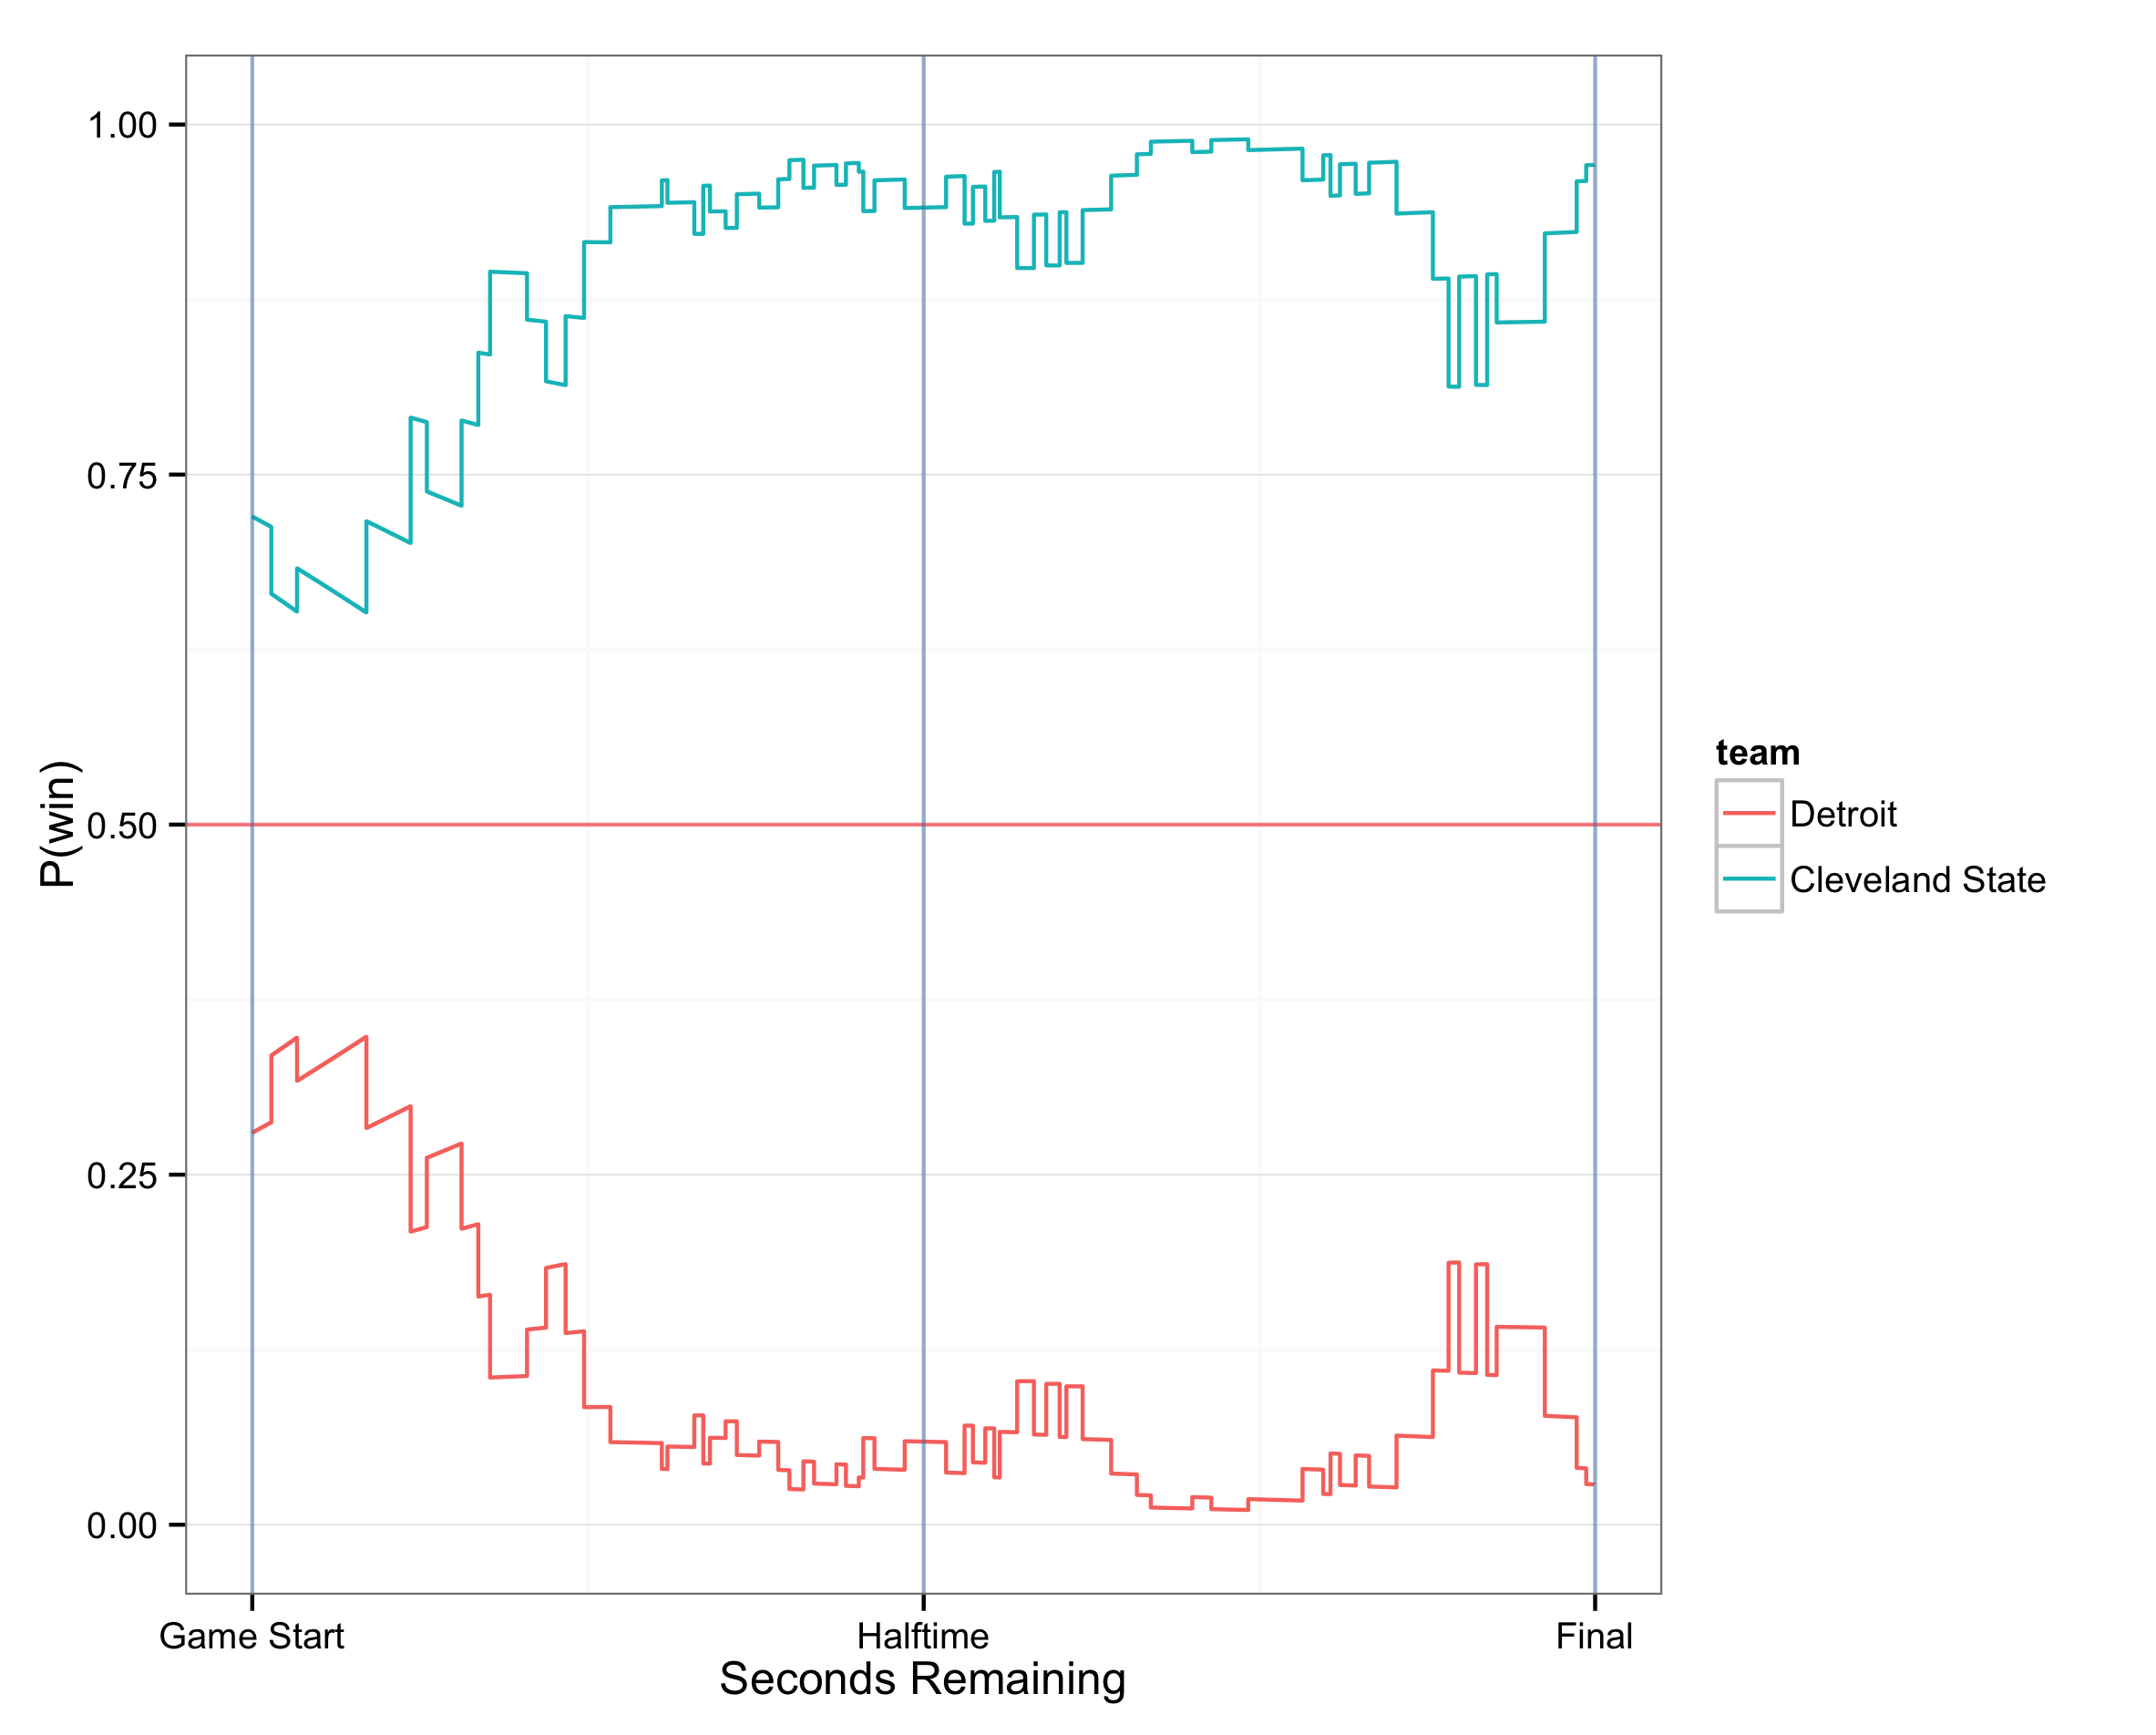 1.00
0.75
0.50
0.25
0.00
P(win)
Game Start
Halftime
Final
Seconds Remaining
team
Detroit
Cleveland State